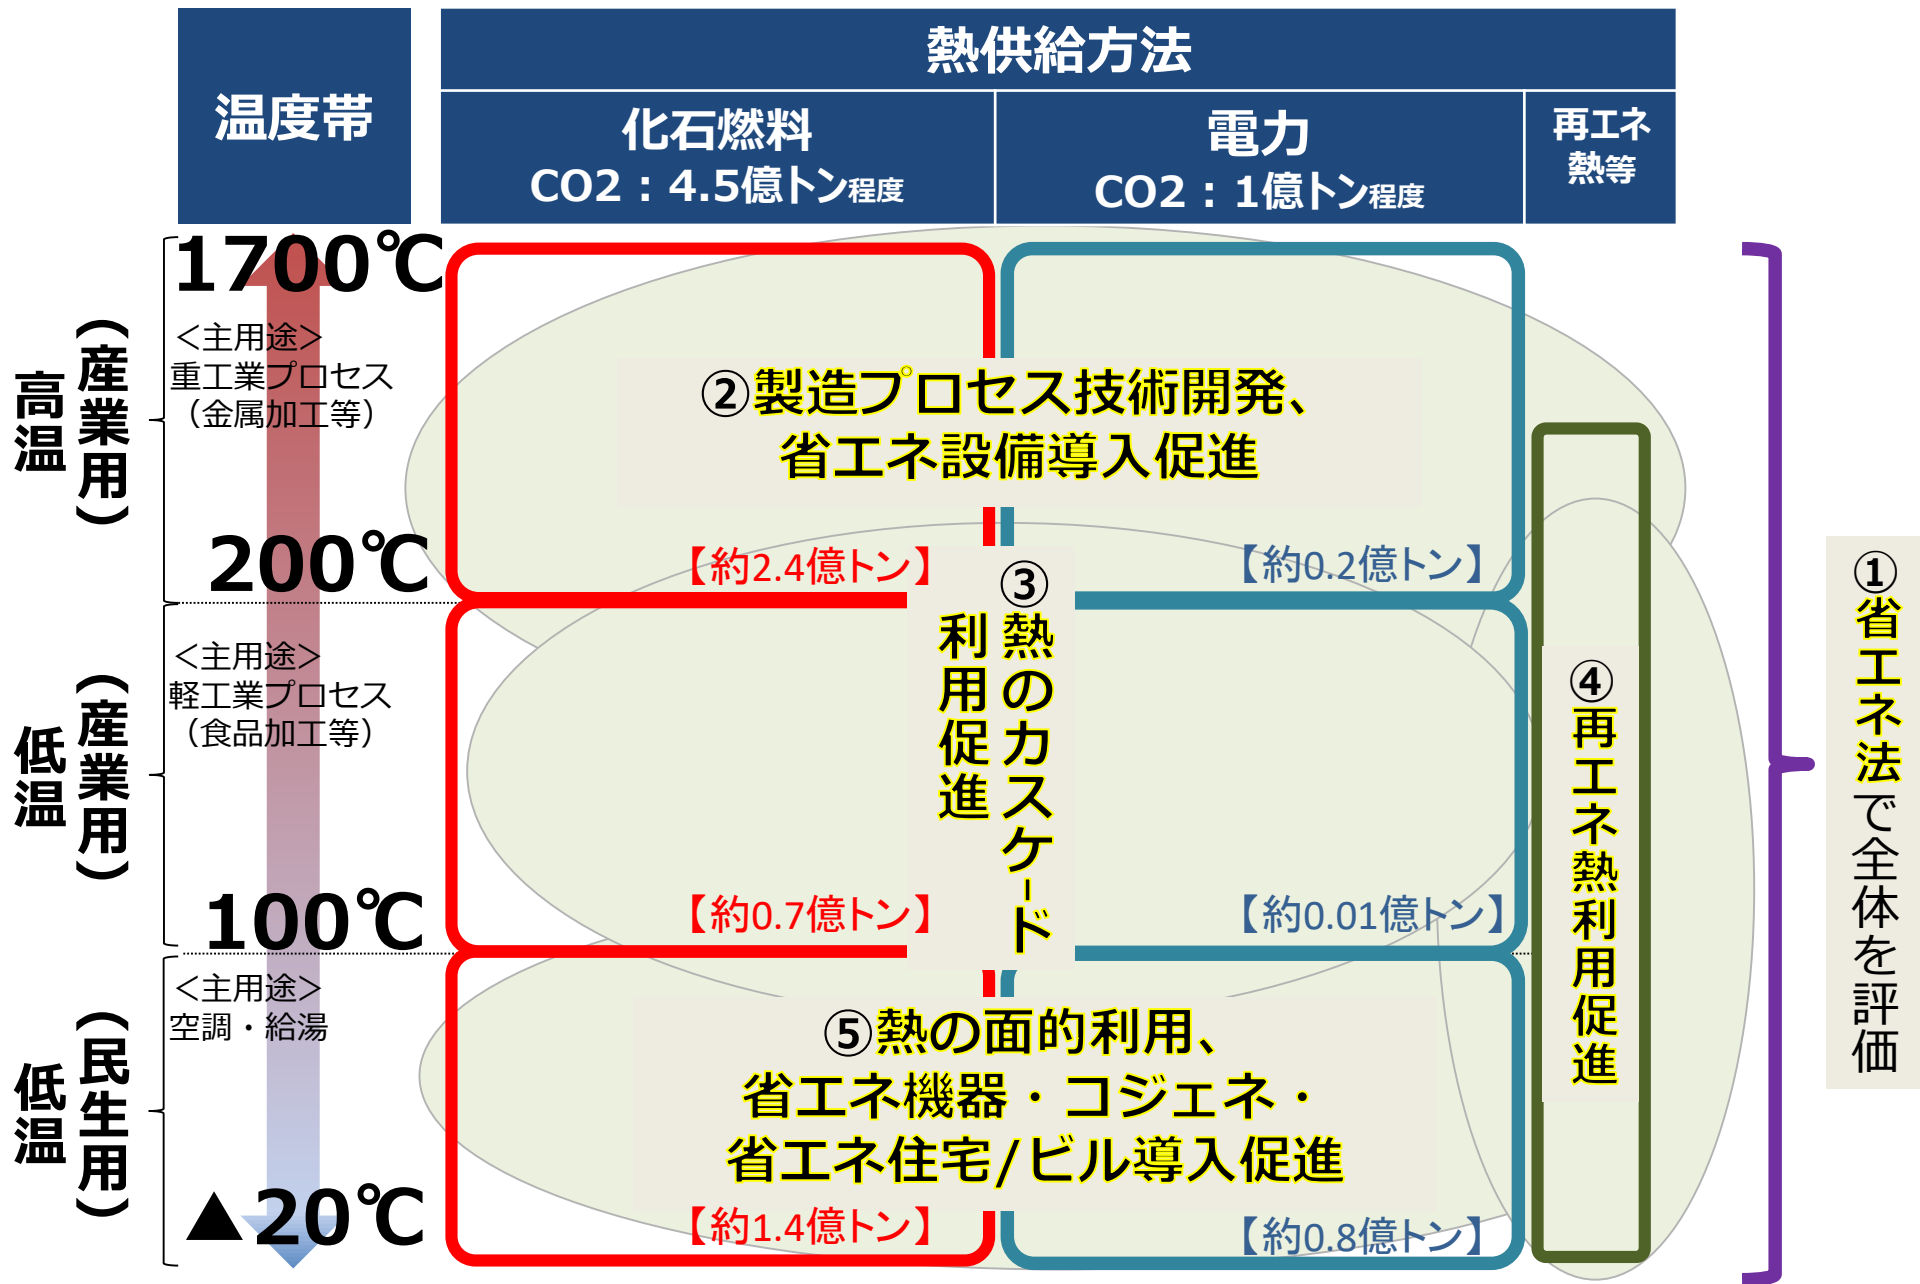 温度帯
熱供給方法
化石燃料
CO2：4.5億トン程度
電力
CO2：1億トン程度
再エネ
熱等
高温
（産業用）
1700℃
＜主用途＞
重工業プロセス
（金属加工等）
200℃
②製造プロセス技術開発、
省エネ設備導入促進
【約2.4億トン】
【約0.2億トン】
低温
（産業用）
＜主用途＞
軽工業プロセス
（食品加工等）
100℃
③熱のカスケード
利用促進
【約0.7億トン】
【約0.01億トン】
④再エネ熱利用促進
①省エネ法で全体を評価
低温
（民生用）
＜主用途＞
空調・給湯
▲20℃
⑤熱の面的利用、
省エネ機器・コジェネ・
省エネ住宅/ビル導入促進
【約1.4億トン】
【約0.8億トン】